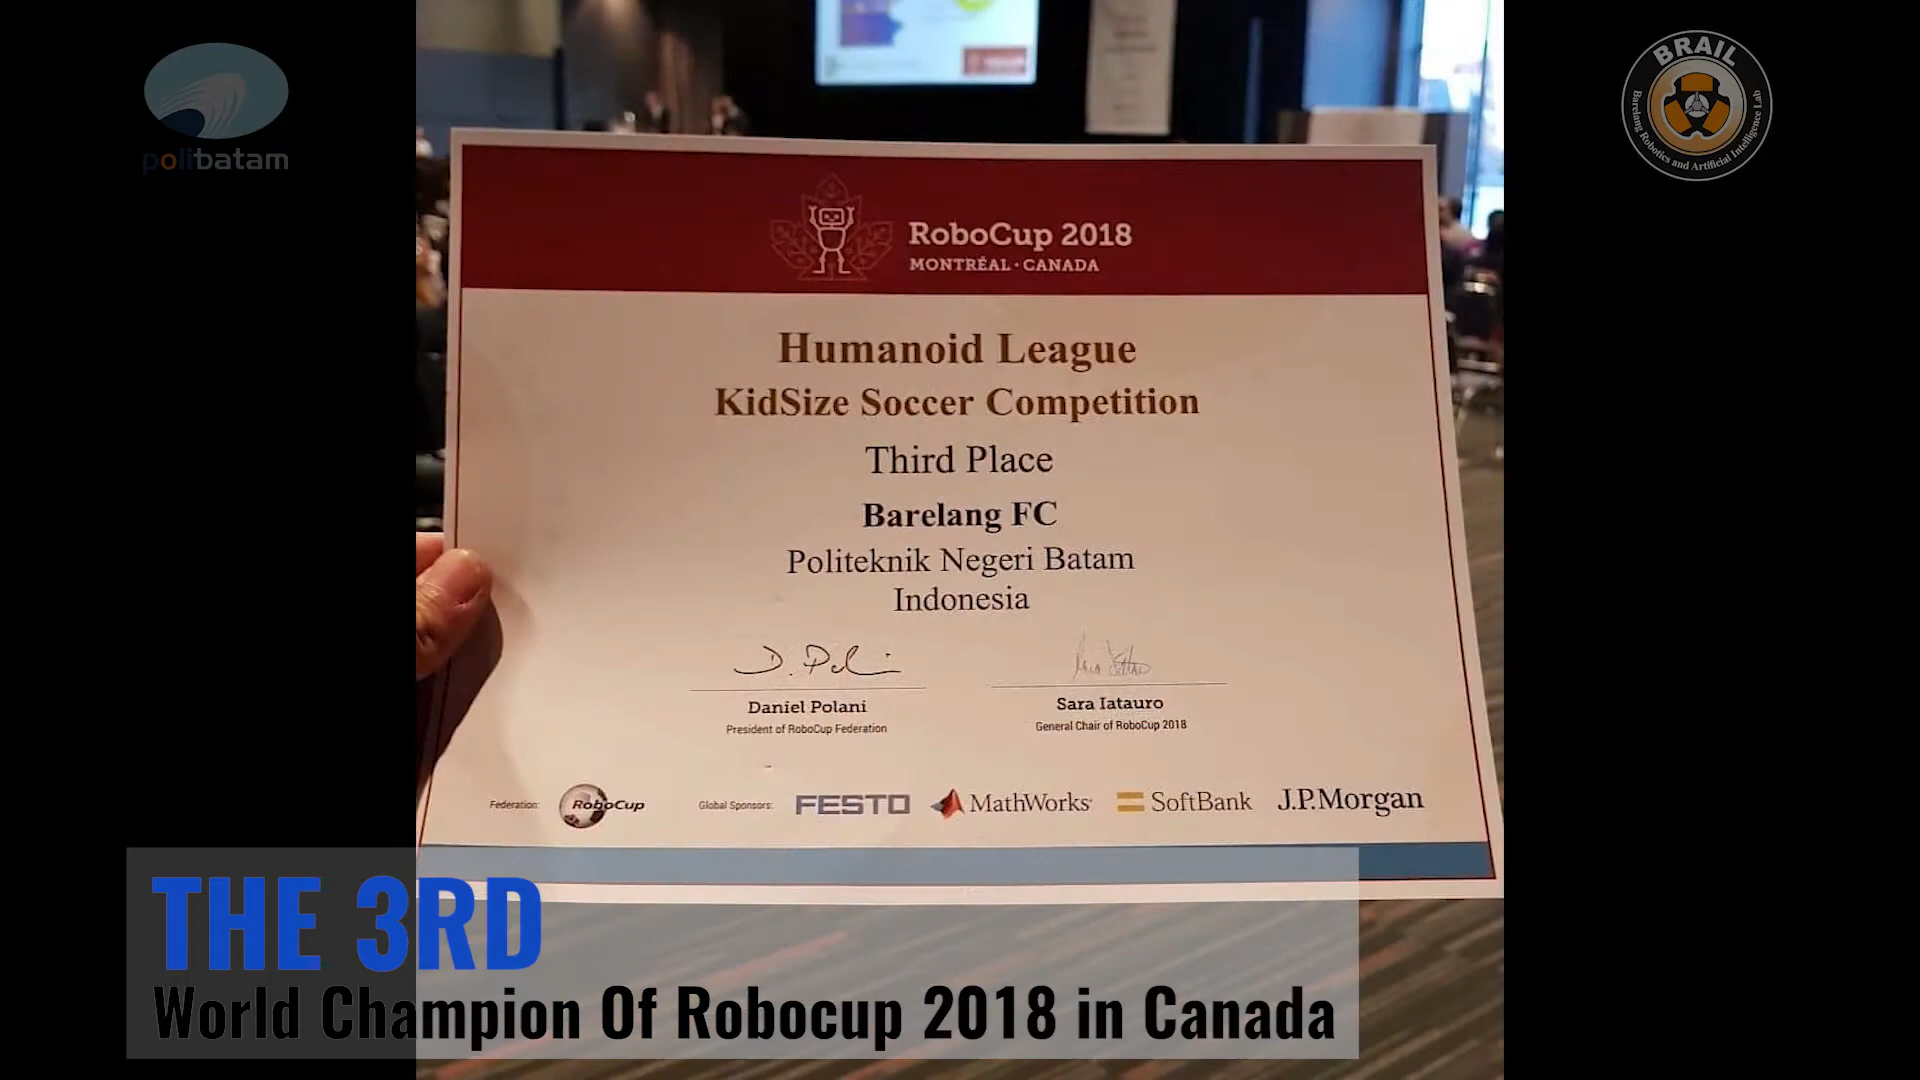 polibatam
BRAIL
Barelang Robotics and Artificial Intelligence Lab
RoboCup 2018
MONTRÉAL · CANADA
Humanoid League
KidSize Soccer Competition
Third Place
Barelang FC
Politeknik Negeri Batam
Indonesia
D. Pol
Daniel Polani
President of RoboCup Federation
Sara Iatauro
General Chair of RoboCup 2018
Federation: RoboCup Global Sponsors: FESTO MathWorks SoftBank J.P.Morgan
THE 3RD
World Champion Of Robocup 2018 in Canada